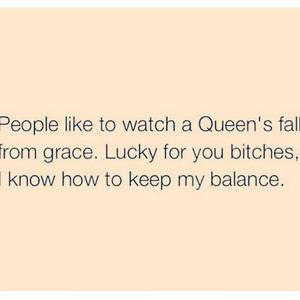 People like to watch a Queen's fall
from grace. Lucky for you bitches,
I know how to keep my balance.